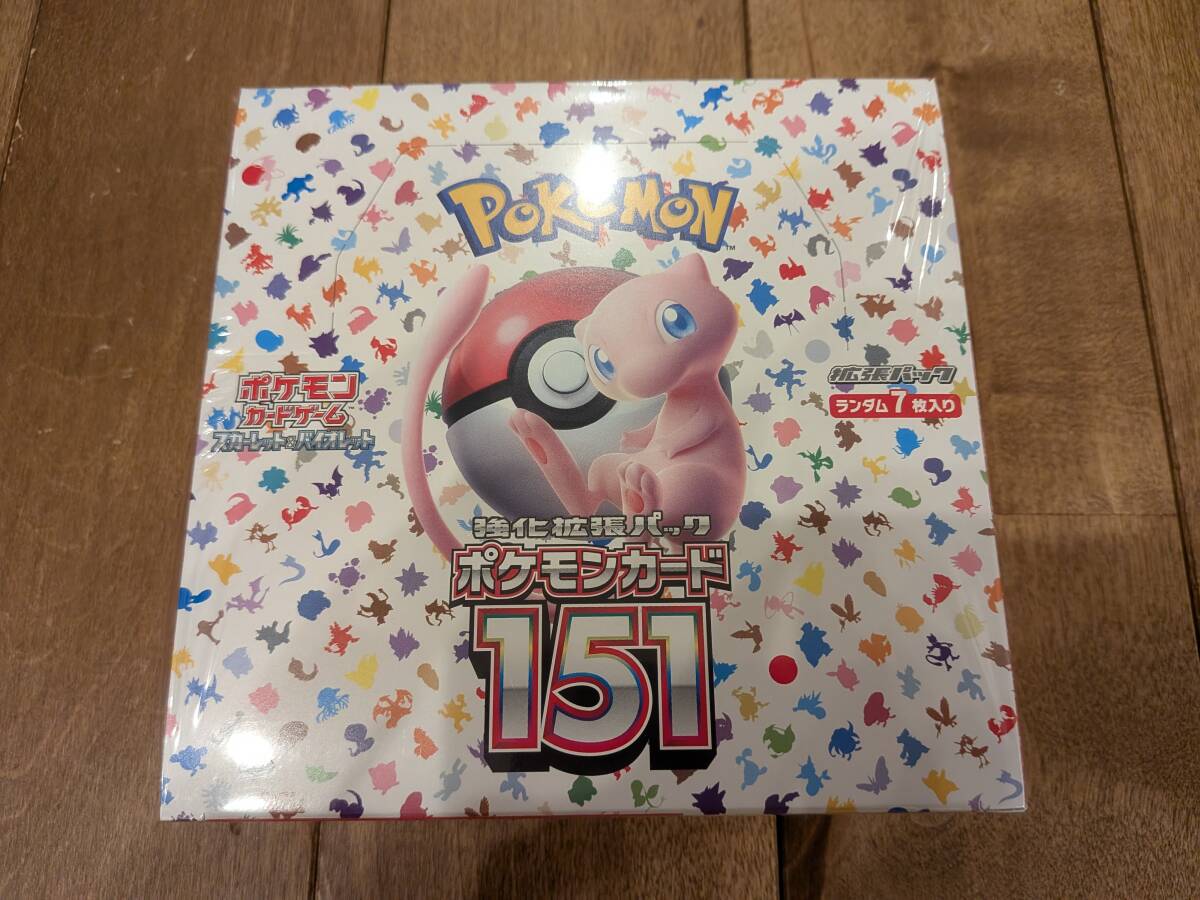 POKÉMON
TM
ポケモン
カードゲーム
スカーレット&バイオレット
拡張パック
ランダム7枚入り
強化拡張パック
ポケモンカード
151